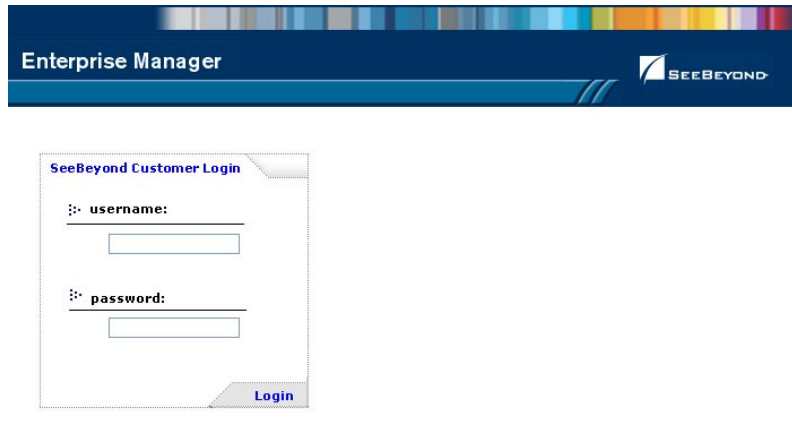 Enterprise Manager
SEEBEYOND
SeeBeyond Customer Login
username:
password:
Login